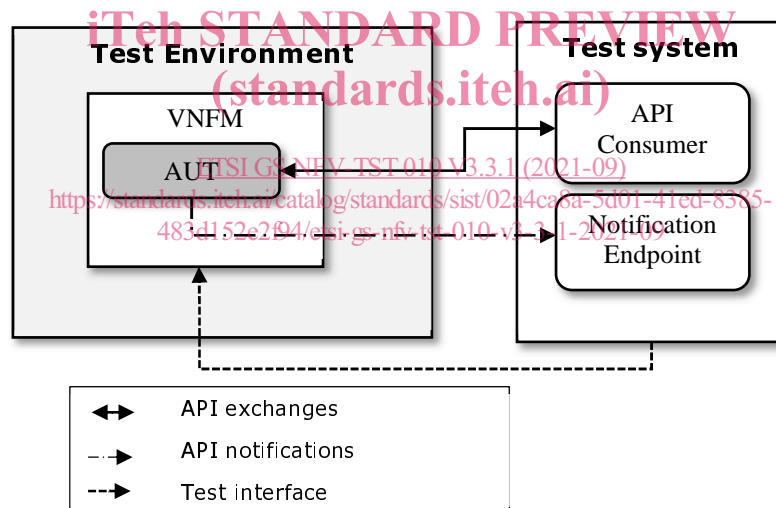 iTeh STANDARD PREVIEW
Test Environment
Test system
(standards.iteh.ai)
VNFM
API
Consumer
AUT
ETSI GS NFV-TST 010 V3.3.1 (2021-09)
https://standards.iteh.ai/catalog/standards/sist/02a4ca8a-5d01-41ed-8385-
483d152e2f94/etsi-gs-nfv-tst-010-v3-3-1-2021-09
Notification
Endpoint
API exchanges
API notifications
Test interface